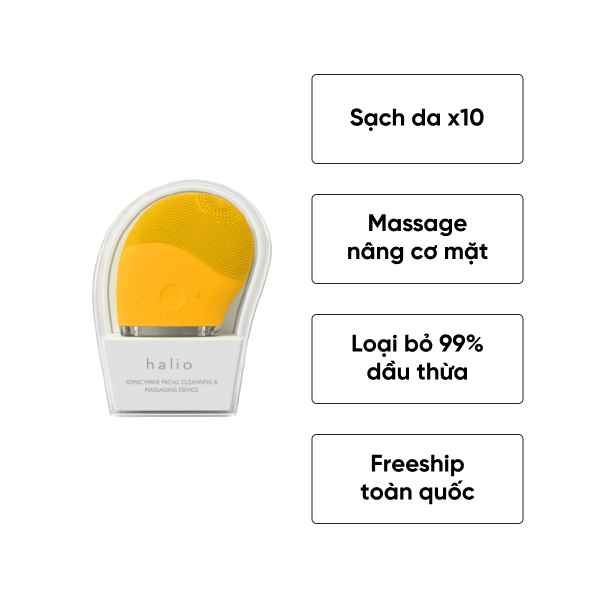 Sạch da x10
Massage
nâng cơ mặt
Loại bỏ 99%
dầu thừa
Freeship
toàn quốc
halio
IONIC WAVE FACIAL CLEANSING &
MASSAGING DEVICE